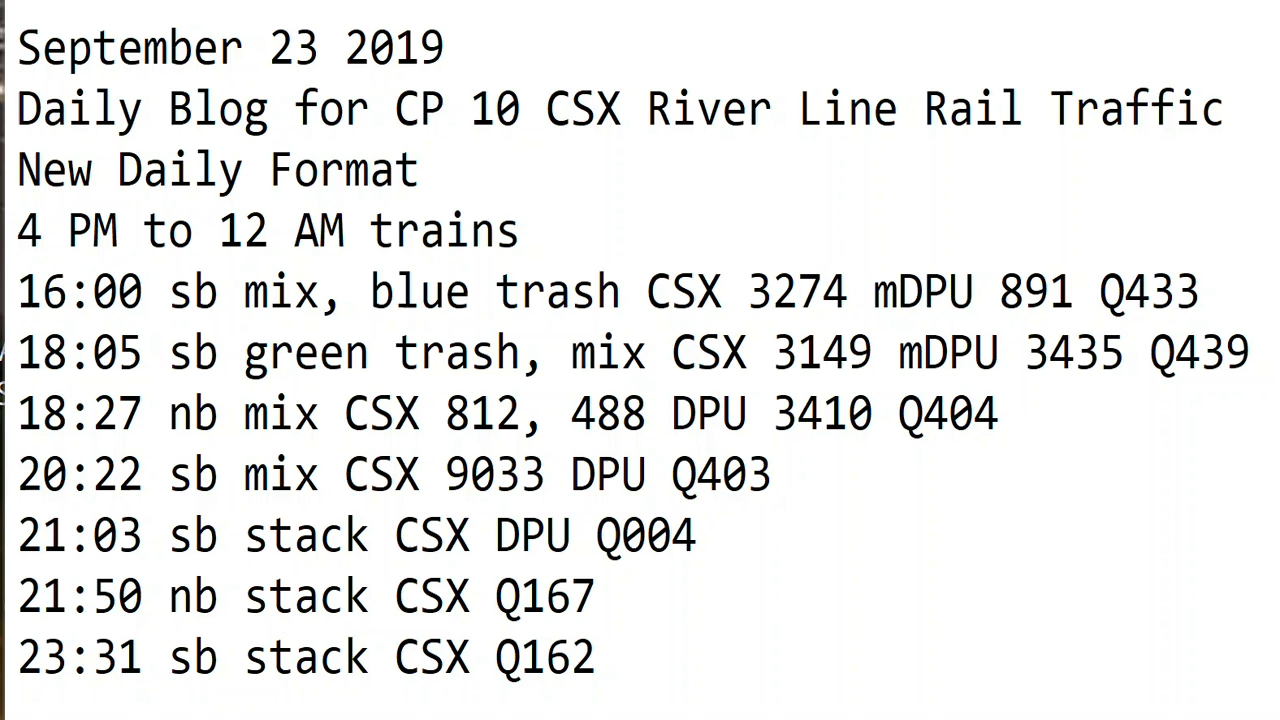 September 23 2019
Daily Blog for CP 10 CSX River Line Rail Traffic
New Daily Format
4 PM to 12 AM trains
16:00 sb mix, blue trash CSX 3274 mDPU 891 Q433
18:05 sb green trash, mix CSX 3149 mDPU 3435 Q439
18:27 nb mix CSX 812, 488 DPU 3410 Q404
20:22 sb mix CSX 9033 DPU Q403
21:03 sb stack CSX DPU Q004
21:50 nb stack CSX Q167
23:31 sb stack CSX Q162